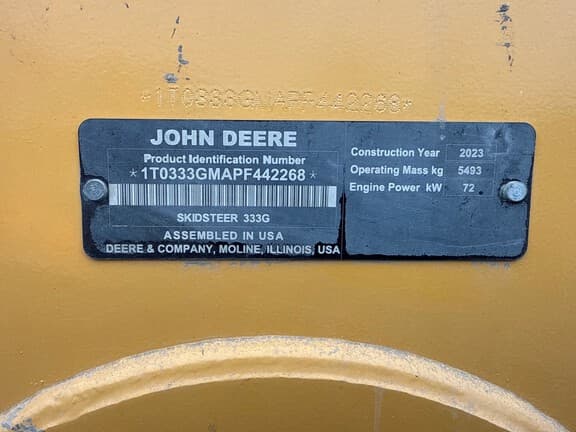 *1T0333GMAPF442268*
JOHN DEERE
Product Identification Number
*1T0333GMAPF442268*
SKIDSTEER 333G
ASSEMBLED IN USA
DEERE & COMPANY, MOLINE, ILLINOIS, USA
Construction Year 2023
Operating Mass kg 5493
Engine Power kW 72